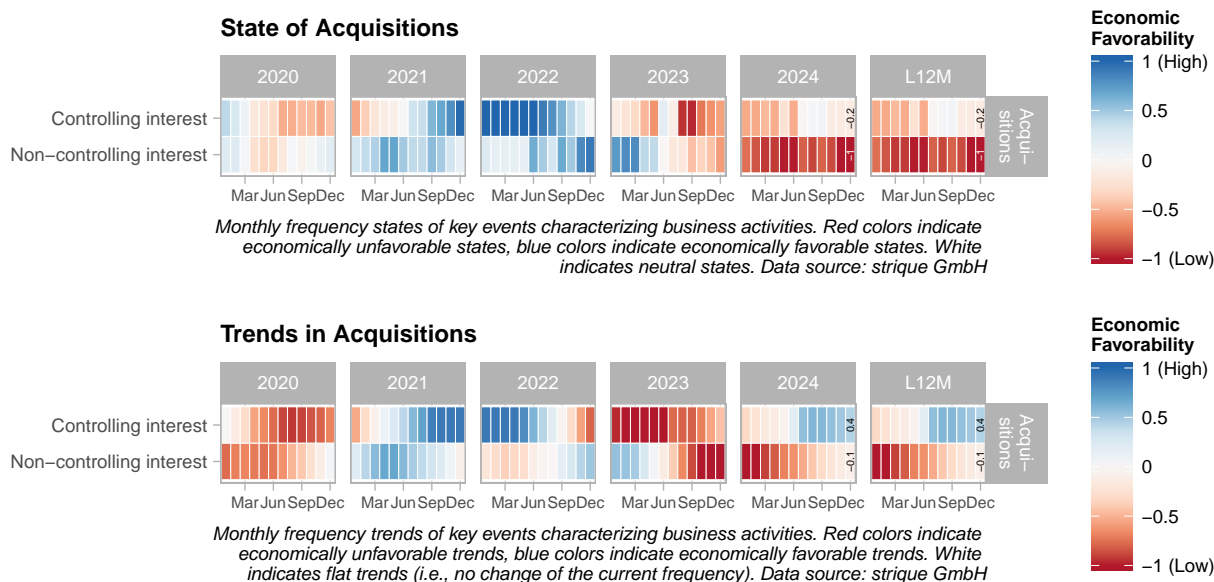 State of Acquisitions
2020 2021 2022 2023 2024 L12M
Controlling interest
Non−controlling interest
−0.2 −0.2
−1 −1
Acqui−
sitions
Mar Jun Sep Dec Mar Jun Sep Dec Mar Jun Sep Dec Mar Jun Sep Dec Mar Jun Sep Dec Mar Jun Sep Dec
Monthly frequency states of key events characterizing business activities. Red colors indicate
economically unfavorable states, blue colors indicate economically favorable states. White
indicates neutral states. Data source: strique GmbH
Economic
Favorability
1 (High)
0.5
0
−0.5
−1 (Low)
Trends in Acquisitions
2020 2021 2022 2023 2024 L12M
Controlling interest
Non−controlling interest
0.4 0.4
−0.1 −0.1
Acqui−
sitions
Mar Jun Sep Dec Mar Jun Sep Dec Mar Jun Sep Dec Mar Jun Sep Dec Mar Jun Sep Dec Mar Jun Sep Dec
Monthly frequency trends of key events characterizing business activities. Red colors indicate
economically unfavorable trends, blue colors indicate economically favorable trends. White
indicates flat trends (i.e., no change of the current frequency). Data source: strique GmbH
Economic
Favorability
1 (High)
0.5
0
−0.5
−1 (Low)